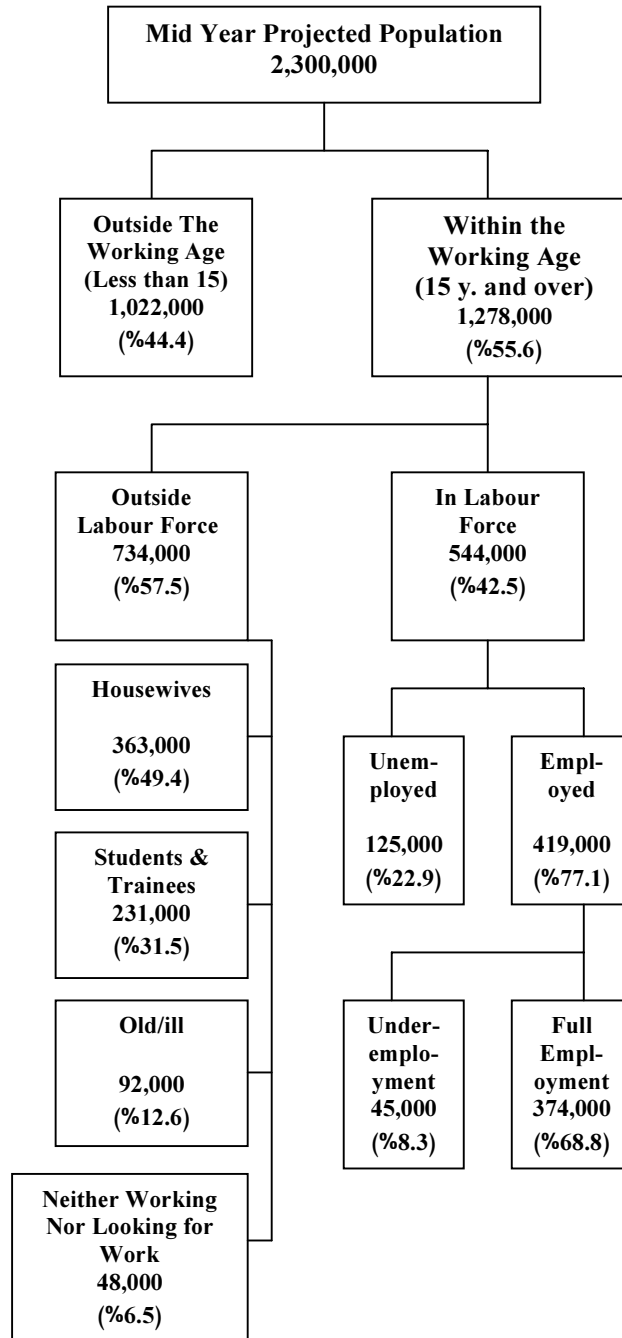 Mid Year Projected Population
2,300,000
Outside The
Working Age
(Less than 15)
1,022,000
(%44.4)
Within the
Working Age
(15 y. and over)
1,278,000
(%55.6)
Outside
Labour Force
734,000
(%57.5)
In Labour
Force
544,000
(%42.5)
Housewives
363,000
(%49.4)
Unem-
ployed
125,000
(%22.9)
Empl-
oyed
419,000
(%77.1)
Students &
Trainees
231,000
(%31.5)
Old/ill
92,000
(%12.6)
Under-
emplo-
yment
45,000
(%8.3)
Full
Empl-
oyment
374,000
(%68.8)
Neither Working
Nor Looking for
Work
48,000
(%6.5)